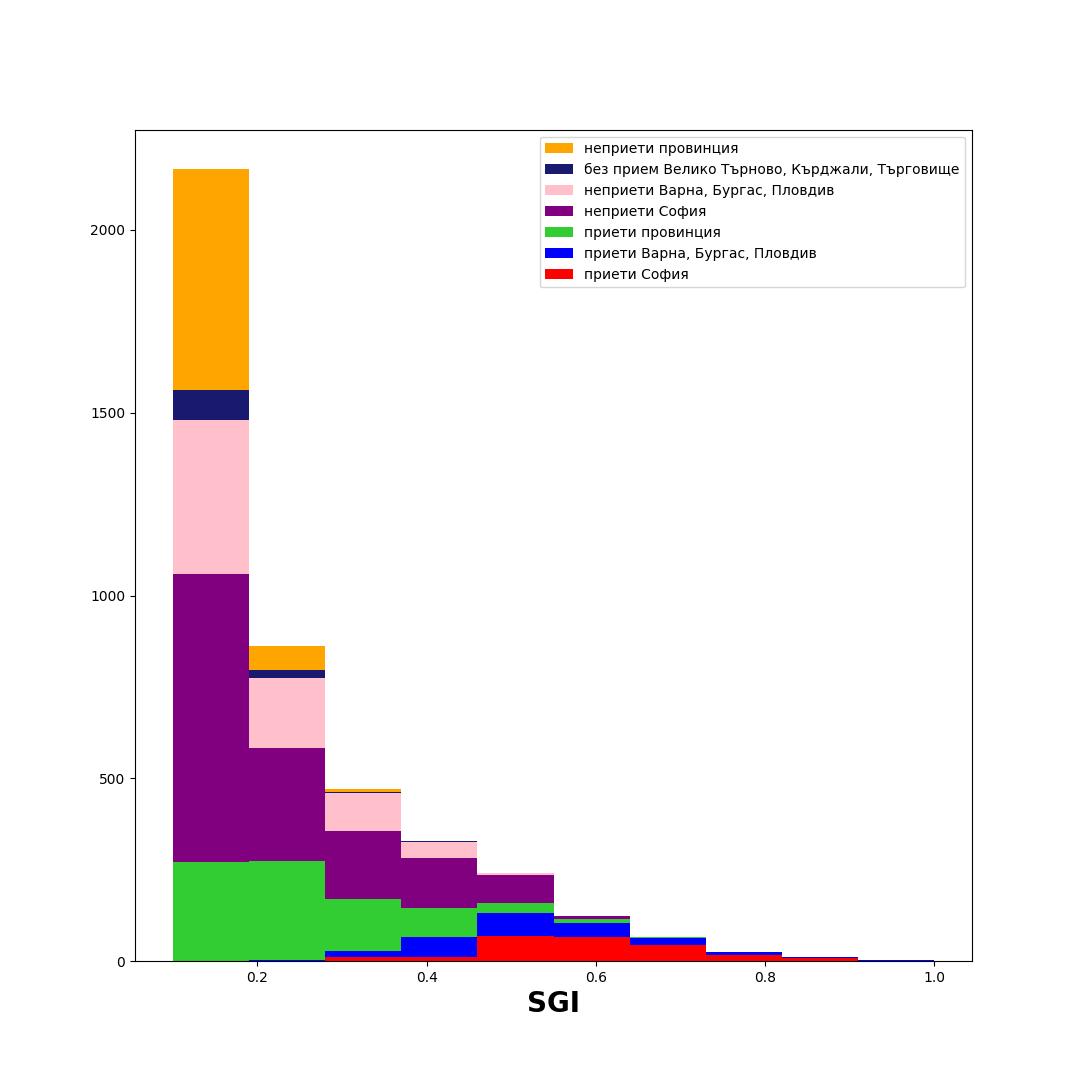 неприети провинция
без прием Велико Търново, Кърджали, Търговище
неприети Варна, Бургас, Пловдив
неприети София
приети провинция
приети Варна, Бургас, Пловдив
приети София
2000
1500
1000
500
0
0.2 0.4 0.6 0.8 1.0
SGI